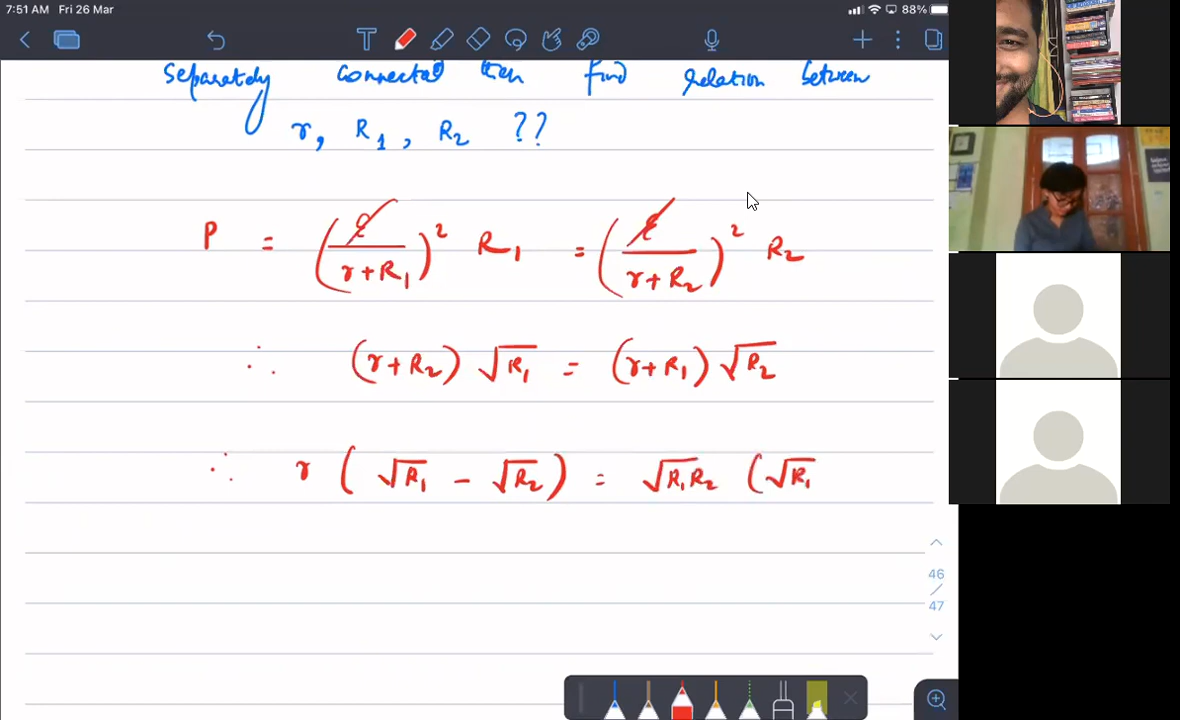 7:51 AM Fri 26 Mar
88%
Separately connected then find relation between
r, R₁, R₂ ??
P = (ε/(r+R₁))² R₁ = (ε/(r+R₂))² R₂
∴ (r+R₂) √R₁ = (r+R₁) √R₂
∴ r (√R₁ - √R₂) = √R₁R₂ (√R₁
46
/
47